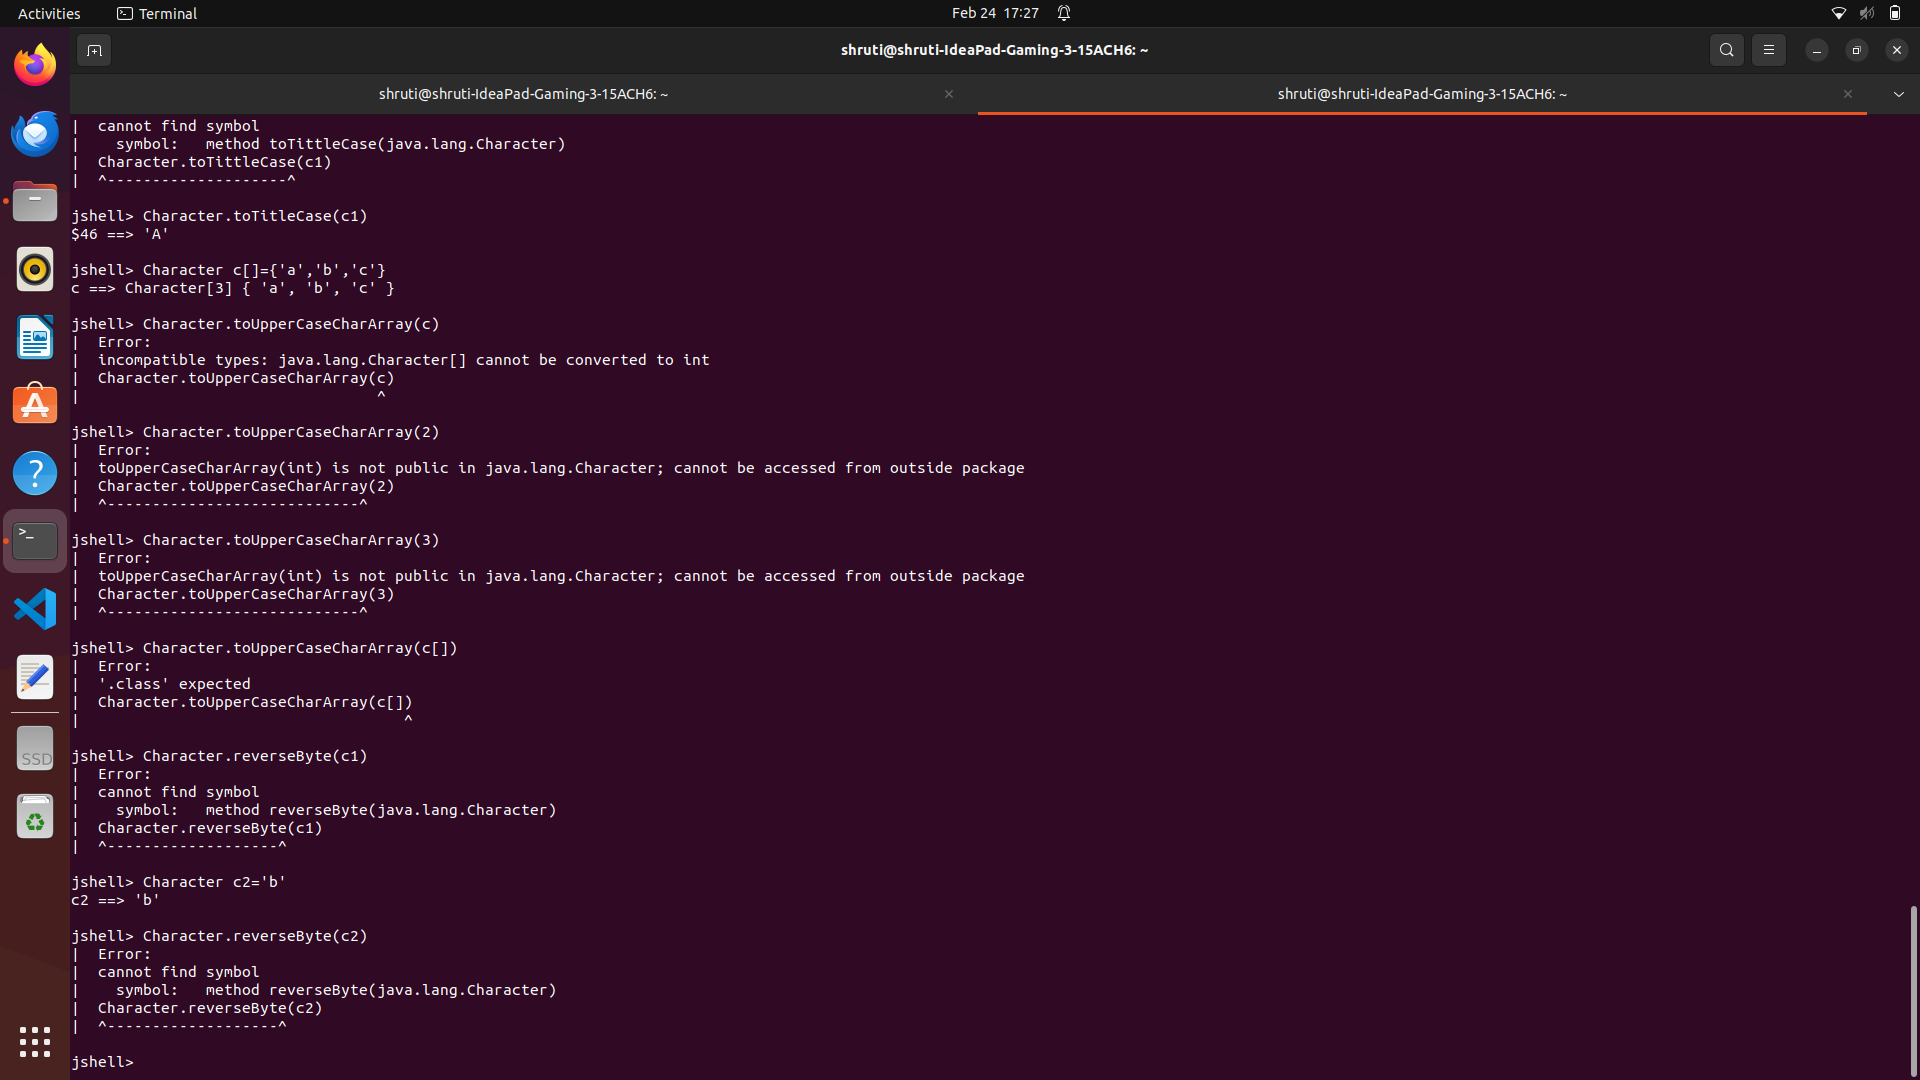 Activities
Terminal
Feb 24 17:27
shruti@shruti-IdeaPad-Gaming-3-15ACH6: ~
shruti@shruti-IdeaPad-Gaming-3-15ACH6: ~
shruti@shruti-IdeaPad-Gaming-3-15ACH6: ~
| cannot find symbol
|   symbol:   method toTittleCase(java.lang.Character)
| Character.toTittleCase(c1)
| ^--------------------^
jshell> Character.toTitleCase(c1)
$46 ==> 'A'
jshell> Character c[]={'a','b','c'}
c ==> Character[3] { 'a', 'b', 'c' }
jshell> Character.toUpperCaseCharArray(c)
| Error:
| incompatible types: java.lang.Character[] cannot be converted to int
| Character.toUpperCaseCharArray(c)
|                                ^
jshell> Character.toUpperCaseCharArray(2)
| Error:
| toUpperCaseCharArray(int) is not public in java.lang.Character; cannot be accessed from outside package
| Character.toUpperCaseCharArray(2)
| ^----------------------------^
jshell> Character.toUpperCaseCharArray(3)
| Error:
| toUpperCaseCharArray(int) is not public in java.lang.Character; cannot be accessed from outside package
| Character.toUpperCaseCharArray(3)
| ^----------------------------^
jshell> Character.toUpperCaseCharArray(c[])
| Error:
| '.class' expected
| Character.toUpperCaseCharArray(c[])
|                                   ^
jshell> Character.reverseByte(c1)
| Error:
| cannot find symbol
|   symbol:   method reverseByte(java.lang.Character)
| Character.reverseByte(c1)
| ^-------------------^
jshell> Character c2='b'
c2 ==> 'b'
jshell> Character.reverseByte(c2)
| Error:
| cannot find symbol
|   symbol:   method reverseByte(java.lang.Character)
| Character.reverseByte(c2)
| ^-------------------^
jshell>
SSD